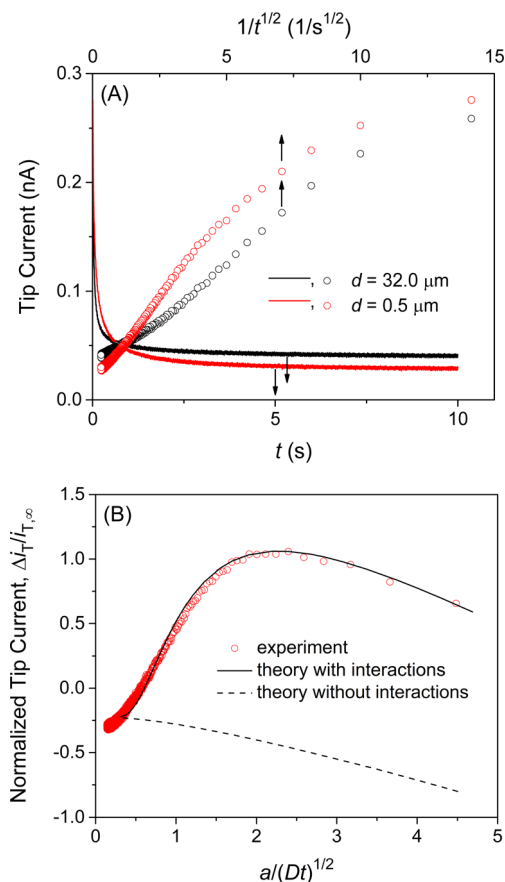 1/t^{1/2} (1/s^{1/2})
0 5 10 15
(A)
0.3
0.2
0.1
0.0
Tip Current (nA)
, d = 32.0 μm
, d = 0.5 μm
0 5 10
t (s)
(B)
1.5
1.0
0.5
0.0
-0.5
-1.0
Normalized Tip Current, Δi_T/i_{T,∞}
experiment
theory with interactions
theory without interactions
0 1 2 3 4 5
a/(Dt)^{1/2}